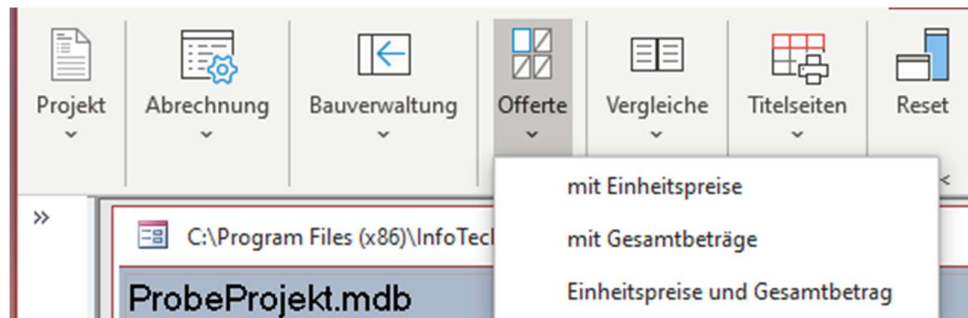 Projekt
Abrechnung
Bauverwaltung
Offerte
Vergleiche
Titelseiten
Reset
mit Einheitspreise
C:\Program Files (x86)\InfoTec
mit Gesamtbeträge
ProbeProjekt.mdb
Einheitspreise und Gesamtbetrag